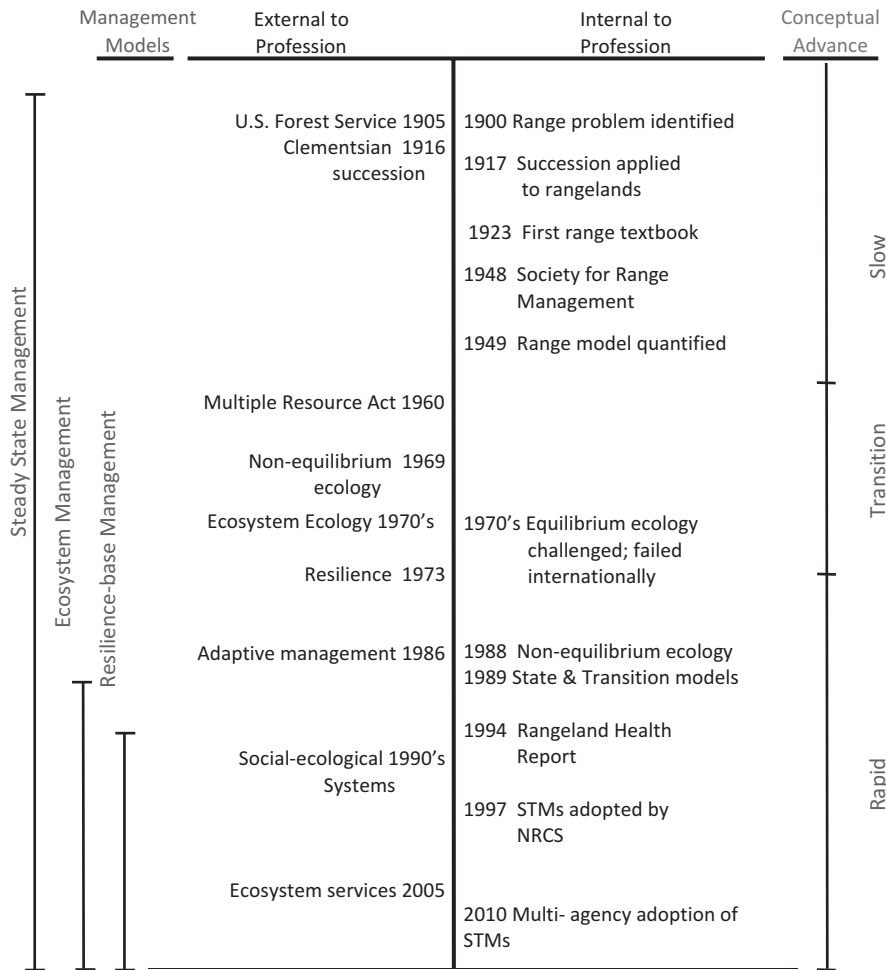 Management
Models
External to
Profession
Internal to
Profession
Conceptual
Advance
U.S. Forest Service 1905
Clementsian 1916
succession
Multiple Resource Act 1960
Non-equilibrium 1969
ecology
Ecosystem Ecology 1970's
Resilience 1973
Adaptive management 1986
Social-ecological 1990's
Systems
Ecosystem services 2005
1900 Range problem identified
1917 Succession applied
to rangelands
1923 First range textbook
1948 Society for Range
Management
1949 Range model quantified
1970's Equilibrium ecology
challenged; failed
internationally
1988 Non-equilibrium ecology
1989 State & Transition models
1994 Rangeland Health
Report
1997 STMs adopted by
NRCS
2010 Multi- agency adoption of
STMs
Steady State Management
Ecosystem Management
Resilience-base Management
Slow
Transition
Rapid